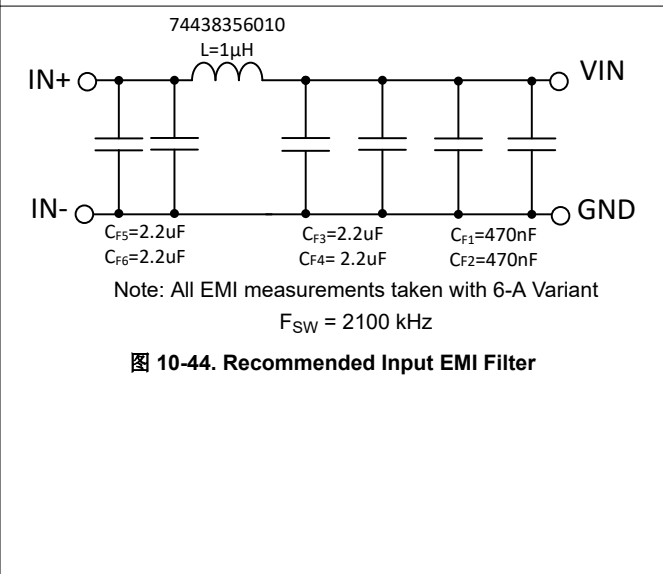 74438356010
L=1µH
IN+
VIN
IN-
GND
CF5=2.2uF
CF6=2.2uF
CF3=2.2uF
CF4= 2.2uF
CF1=470nF
CF2=470nF
Note: All EMI measurements taken with 6-A Variant
FSW = 2100 kHz
图 10-44. Recommended Input EMI Filter